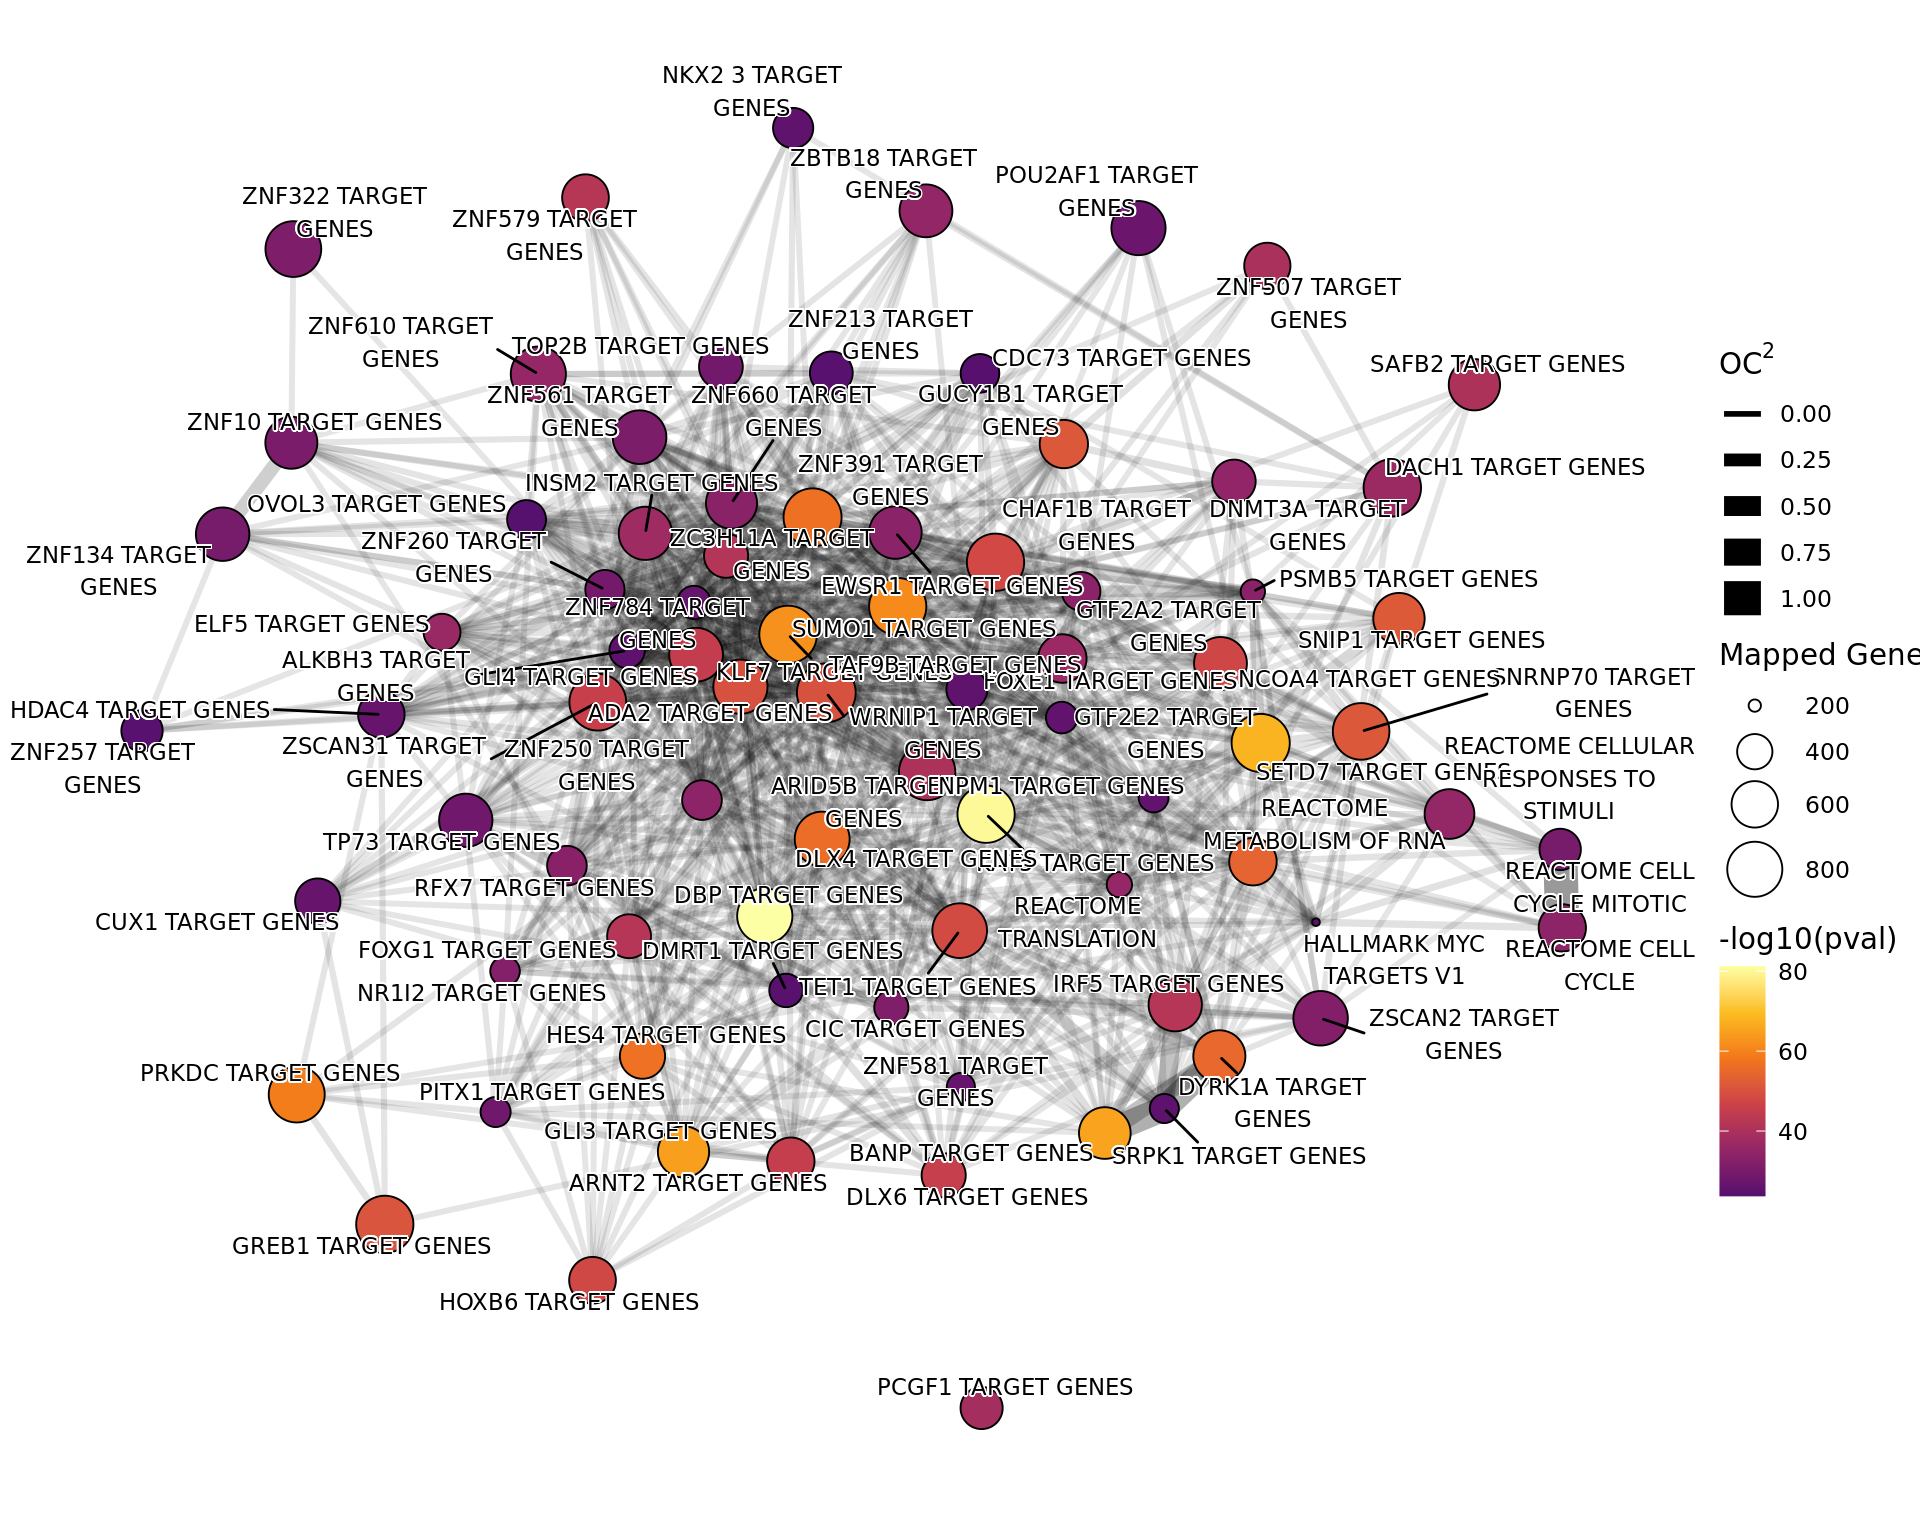 NKX2 3 TARGET
GENES
ZBTB18 TARGET
GENES
POU2AF1 TARGET
GENES
ZNF322 TARGET
GENES
ZNF579 TARGET
GENES
ZNF507 TARGET
GENES
ZNF610 TARGET
GENES
TOP2B TARGET GENES
ZNF213 TARGET
GENES
CDC73 TARGET GENES
SAFB2 TARGET GENES
ZNF561 TARGET
GENES
ZNF660 TARGET
GENES
GUCY1B1 TARGET
GENES
ZNF10 TARGET GENES
ZNF391 TARGET
GENES
DACH1 TARGET GENES
INSM2 TARGET GENES
OVOL3 TARGET GENES
CHAF1B TARGET
GENES
DNMT3A TARGET
GENES
ZNF134 TARGET
GENES
ZNF260 TARGET
GENES
ZC3H11A TARGET
GENES
EWSR1 TARGET GENES
PSMB5 TARGET GENES
ZNF784 TARGET
GENES
GTF2A2 TARGET
GENES
ELF5 TARGET GENES
SUMO1 TARGET GENES
SNIP1 TARGET GENES
ALKBH3 TARGET
GENES
GLI4 TARGET GENES
KLF7 TARGET GENES
TAF9B TARGET GENES
FOXE1 TARGET GENES
NCOA4 TARGET GENES
SNRNP70 TARGET
GENES
HDAC4 TARGET GENES
ADA2 TARGET GENES
WRNIP1 TARGET
GENES
GTF2E2 TARGET
GENES
ZNF257 TARGET
GENES
ZSCAN31 TARGET
GENES
ZNF250 TARGET
GENES
SETD7 TARGET GENES
REACTOME CELLULAR
RESPONSES TO
STIMULI
ARID5B TARGET
GENES
NPM1 TARGET GENES
REACTOME
METABOLISM OF RNA
TP73 TARGET GENES
DLX4 TARGET GENES
KAT5 TARGET GENES
REACTOME CELL
CYCLE MITOTIC
RFX7 TARGET GENES
DBP TARGET GENES
REACTOME
TRANSLATION
CUX1 TARGET GENES
FOXG1 TARGET GENES
DMRT1 TARGET GENES
HALLMARK MYC
TARGETS V1
REACTOME CELL
CYCLE
NR1I2 TARGET GENES
TET1 TARGET GENES
IRF5 TARGET GENES
CIC TARGET GENES
ZSCAN2 TARGET
GENES
HES4 TARGET GENES
PRKDC TARGET GENES
PITX1 TARGET GENES
ZNF581 TARGET
GENES
DYRK1A TARGET
GENES
GLI3 TARGET GENES
BANP TARGET GENES
SRPK1 TARGET GENES
ARNT2 TARGET GENES
DLX6 TARGET GENES
GREB1 TARGET GENES
HOXB6 TARGET GENES
PCGF1 TARGET GENES
OC2
0.00
0.25
0.50
0.75
1.00
Mapped Gene
200
400
600
800
-log10(pval)
80
60
40